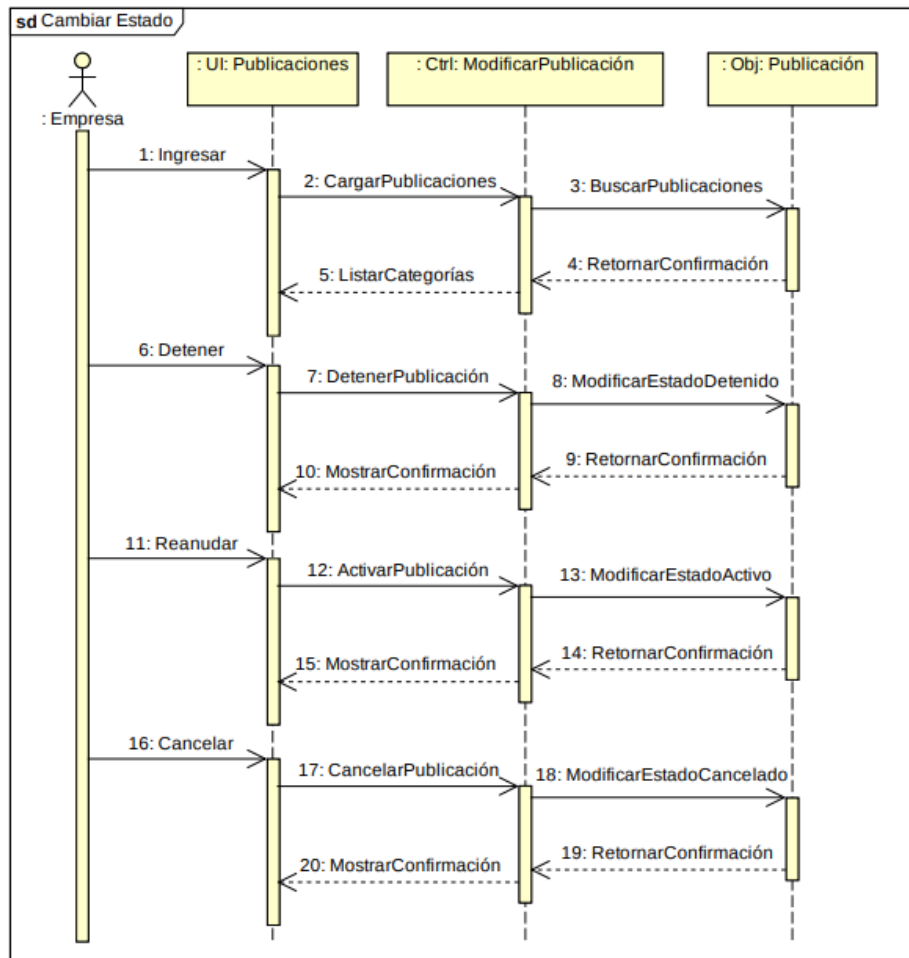 sd Cambiar Estado
: Empresa
: UI: Publicaciones
: Ctrl: ModificarPublicación
: Obj: Publicación
1: Ingresar
2: CargarPublicaciones
3: BuscarPublicaciones
4: RetornarConfirmación
5: ListarCategorías
6: Detener
7: DetenerPublicación
8: ModificarEstadoDetenido
9: RetornarConfirmación
10: MostrarConfirmación
11: Reanudar
12: ActivarPublicación
13: ModificarEstadoActivo
14: RetornarConfirmación
15: MostrarConfirmación
16: Cancelar
17: CancelarPublicación
18: ModificarEstadoCancelado
19: RetornarConfirmación
20: MostrarConfirmación